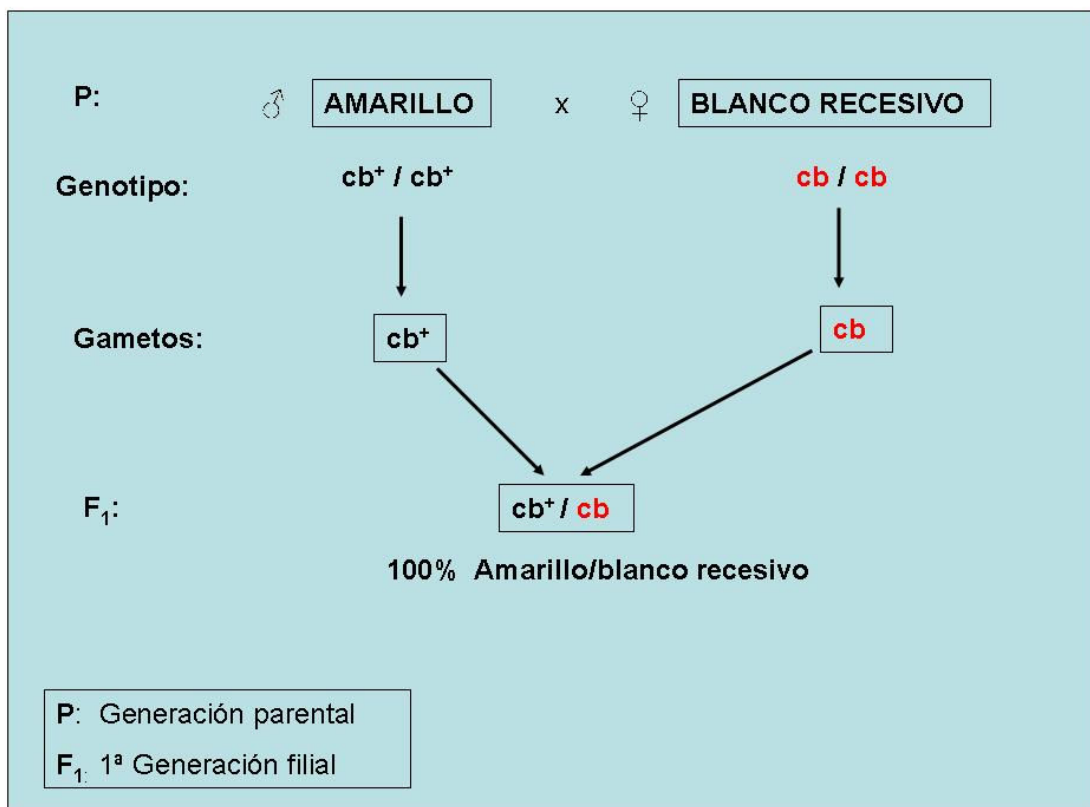 P: ♂ AMARILLO x ♀ BLANCO RECESIVO
Genotipo: cb⁺ / cb⁺ cb / cb
Gametos: cb⁺ cb
F₁: cb⁺ / cb
100% Amarillo/blanco recesivo
P: Generación parental
F₁: 1ª Generación filial